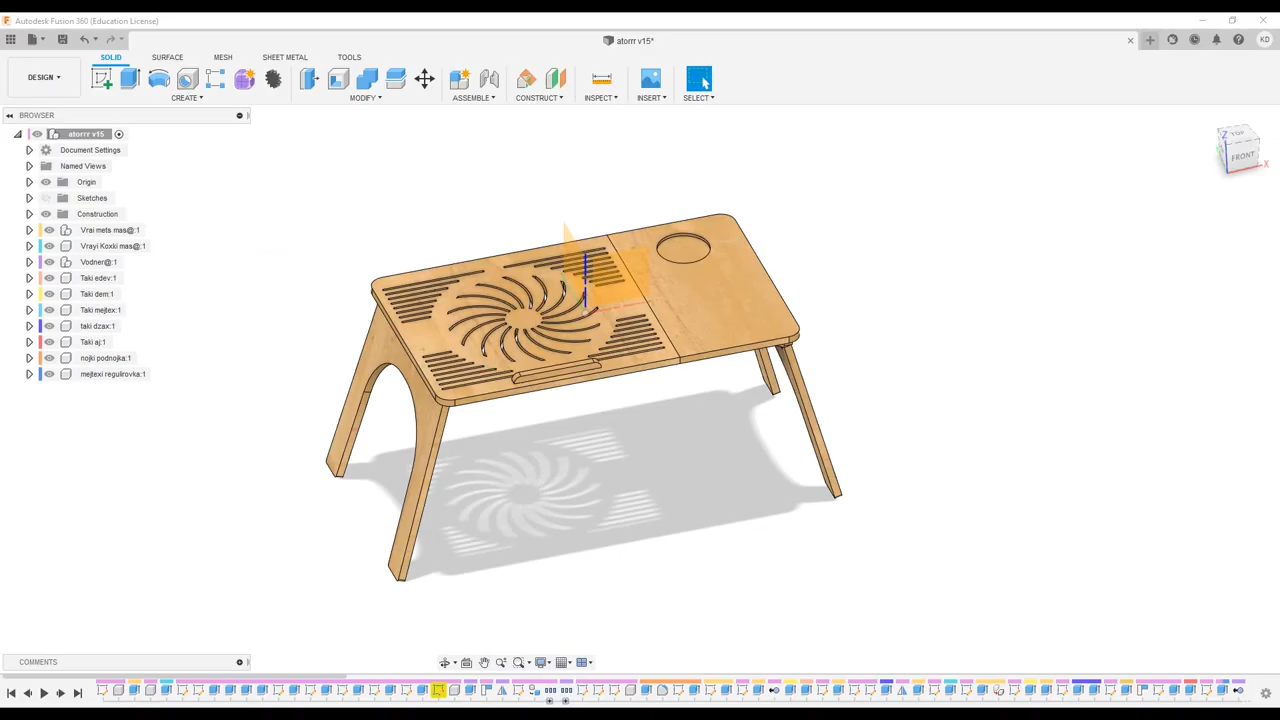 Autodesk Fusion 360 (Education License)
atorrr v15*
KD
DESIGN
SOLID SURFACE MESH SHEET METAL TOOLS
CREATE MODIFY ASSEMBLE CONSTRUCT INSPECT INSERT SELECT
BROWSER
atorrr v15
Document Settings
Named Views
Origin
Sketches
Construction
Vrai mets mas@:1
Vrayi Koxki mas@:1
Vodner@:1
Taki edev:1
Taki dem:1
Taki mejtex:1
taki dzax:1
Taki aj:1
nojki podnojka:1
mejtexi regulirovka:1
TOP
FRONT
Z
X
COMMENTS